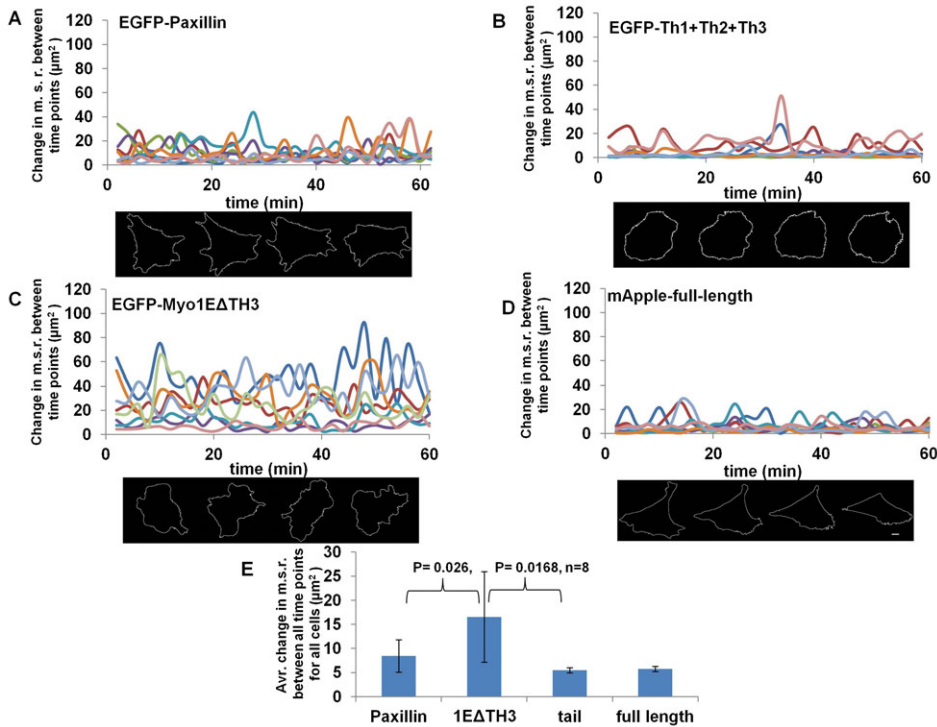 A
EGFP-Paxillin
Change in m. s. r. between
time points (µm²)
120
100
80
60
40
20
0
0
20
40
60
time (min)
B
EGFP-Th1+Th2+Th3
Change in m. s. r. between
time points (µm²)
120
100
80
60
40
20
0
0
20
40
60
time (min)
C
EGFP-Myo1EΔTH3
Change in m.s.r. between
time points (µm²)
120
100
80
60
40
20
0
0
20
40
60
time (min)
D
mApple-full-length
Change in m.s.r. between
time points (µm²)
120
100
80
60
40
20
0
0
20
40
60
time (min)
E
Avr. change in m.s.r.
between all time points
for all cells (µm²)
30
25
20
15
10
5
0
P= 0.026,
P= 0.0168, n=8
Paxillin
1EΔTH3
tail
full length